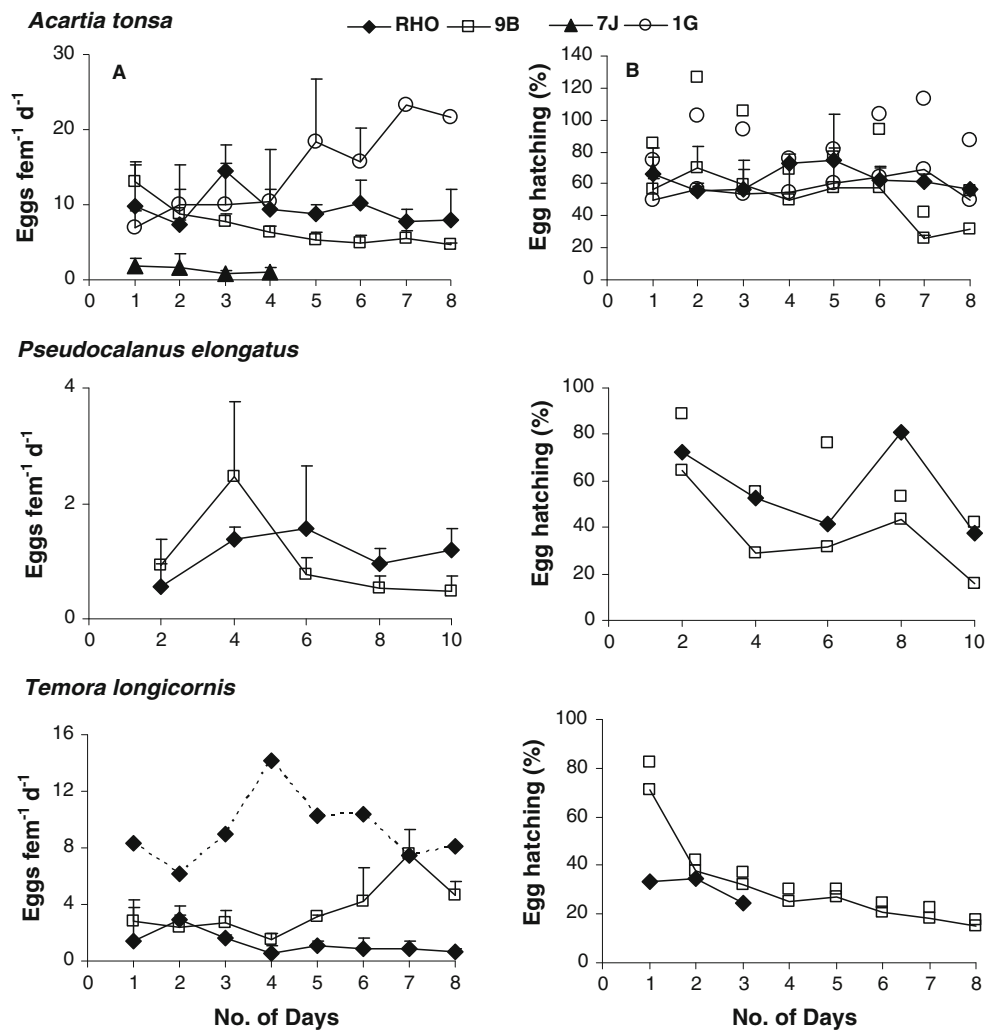 Acartia tonsa
RHO 9B 7J 1G
A
Eggs fem⁻¹ d⁻¹
30
20
10
0
0 1 2 3 4 5 6 7 8
B
Egg hatching (%)
140
120
100
80
60
40
20
0
0 1 2 3 4 5 6 7 8
Pseudocalanus elongatus
Eggs fem⁻¹ d⁻¹
4
2
0
0 2 4 6 8 10
Egg hatching (%)
100
80
60
40
20
0
0 2 4 6 8 10
Temora longicornis
Eggs fem⁻¹ d⁻¹
16
12
8
4
0
0 1 2 3 4 5 6 7 8
No. of Days
Egg hatching (%)
100
80
60
40
20
0
0 1 2 3 4 5 6 7 8
No. of Days